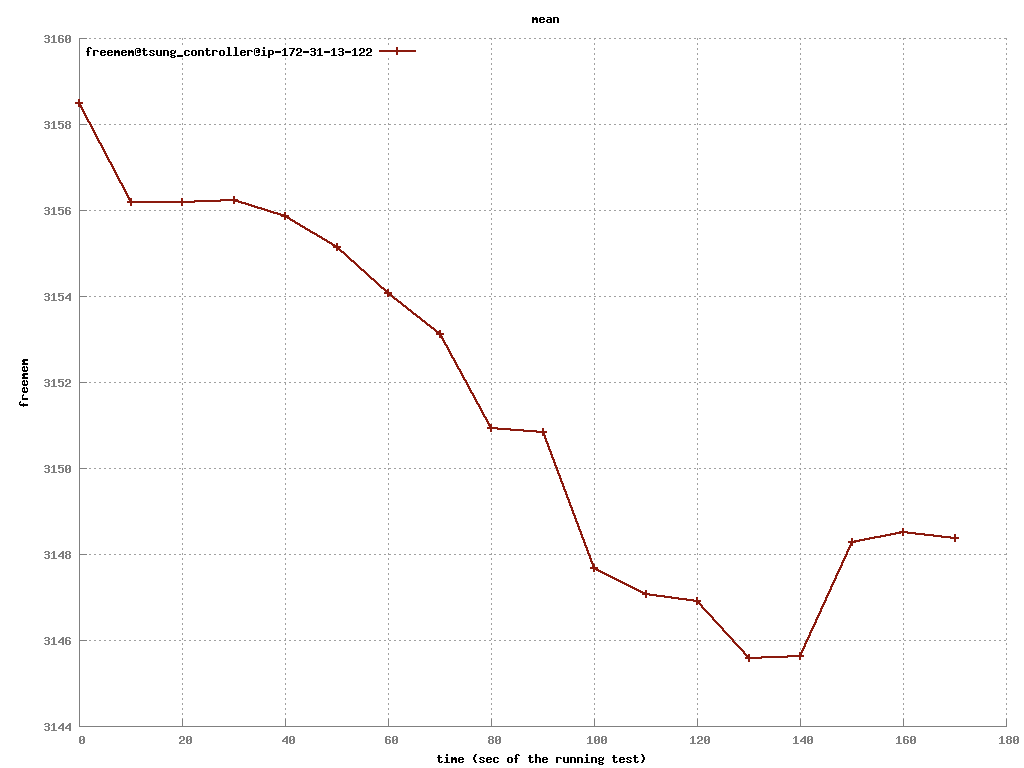 mean
3160
freemem@tsung_controller@ip-172-31-13-122
3158
3156
3154
3152
3150
3148
3146
3144
freemem
0 20 40 60 80 100 120 140 160 180
time (sec of the running test)